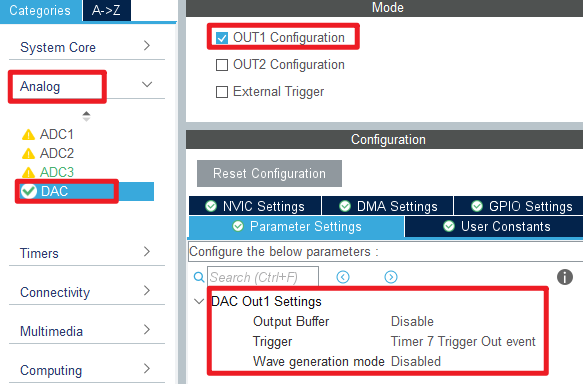 Categories
A->Z
System Core
Analog
ADC1
ADC2
ADC3
DAC
Timers
Connectivity
Multimedia
Computing
Mode
OUT1 Configuration
OUT2 Configuration
External Trigger
Configuration
Reset Configuration
NVIC Settings
DMA Settings
GPIO Settings
Parameter Settings
User Constants
Configure the below parameters :
Search (Ctrl+F)
DAC Out1 Settings
Output Buffer Disable
Trigger Timer 7 Trigger Out event
Wave generation mode Disabled